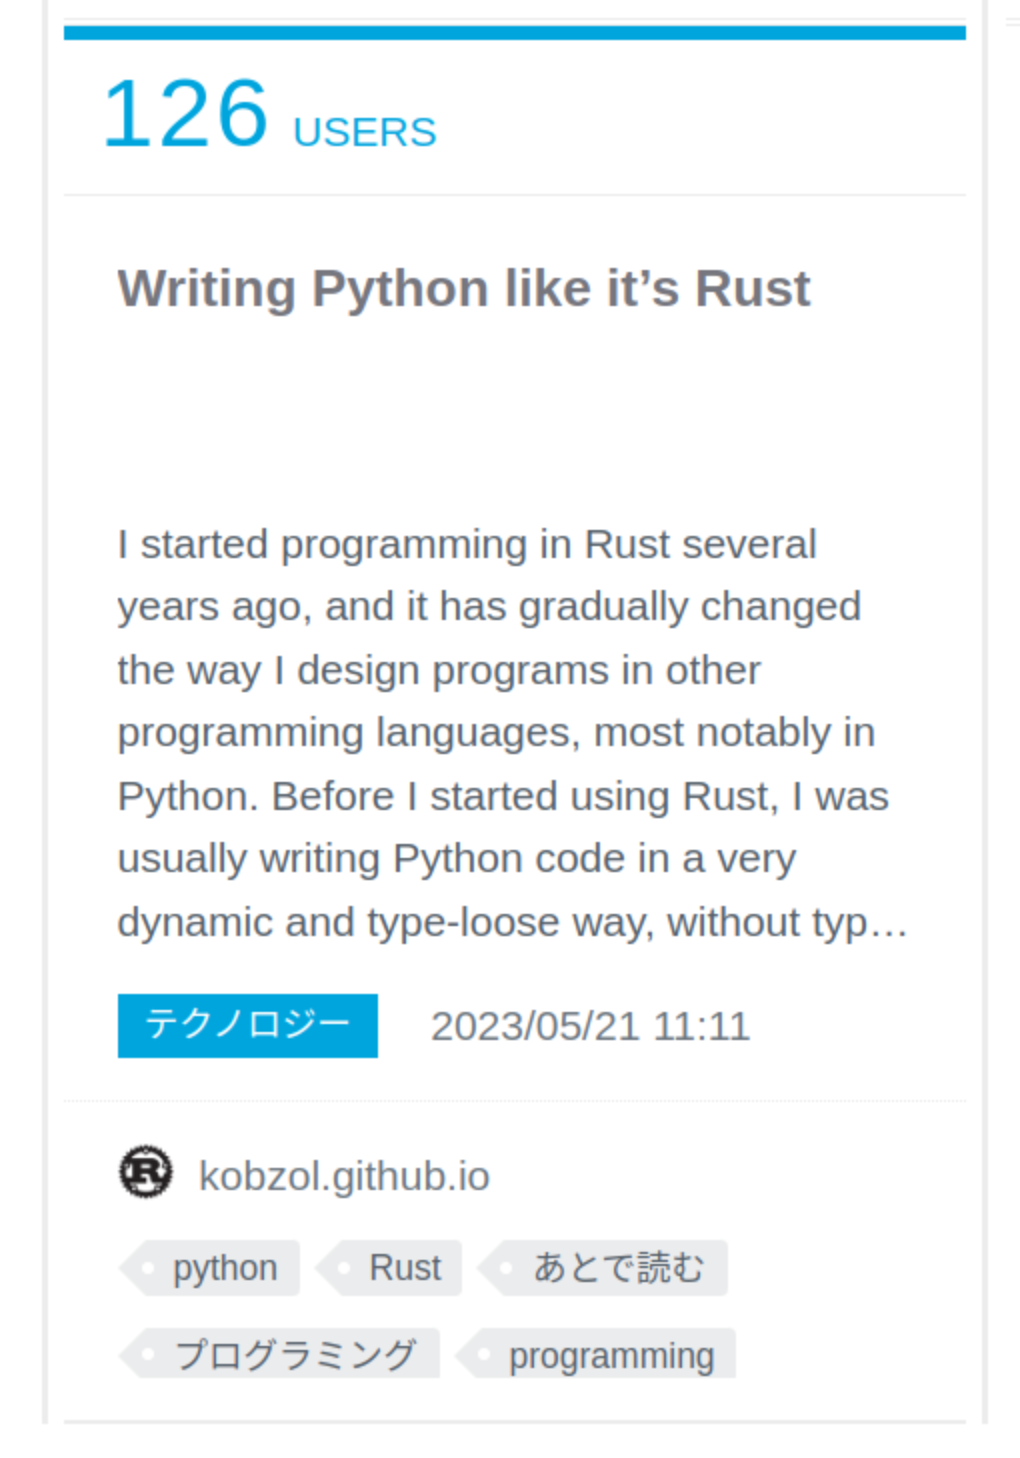 126 USERS
Writing Python like it’s Rust
I started programming in Rust several
years ago, and it has gradually changed
the way I design programs in other
programming languages, most notably in
Python. Before I started using Rust, I was
usually writing Python code in a very
dynamic and type-loose way, without typ…
テクノロジー 2023/05/21 11:11
R kobzol.github.io
python Rust あとで読む
プログラミング programming